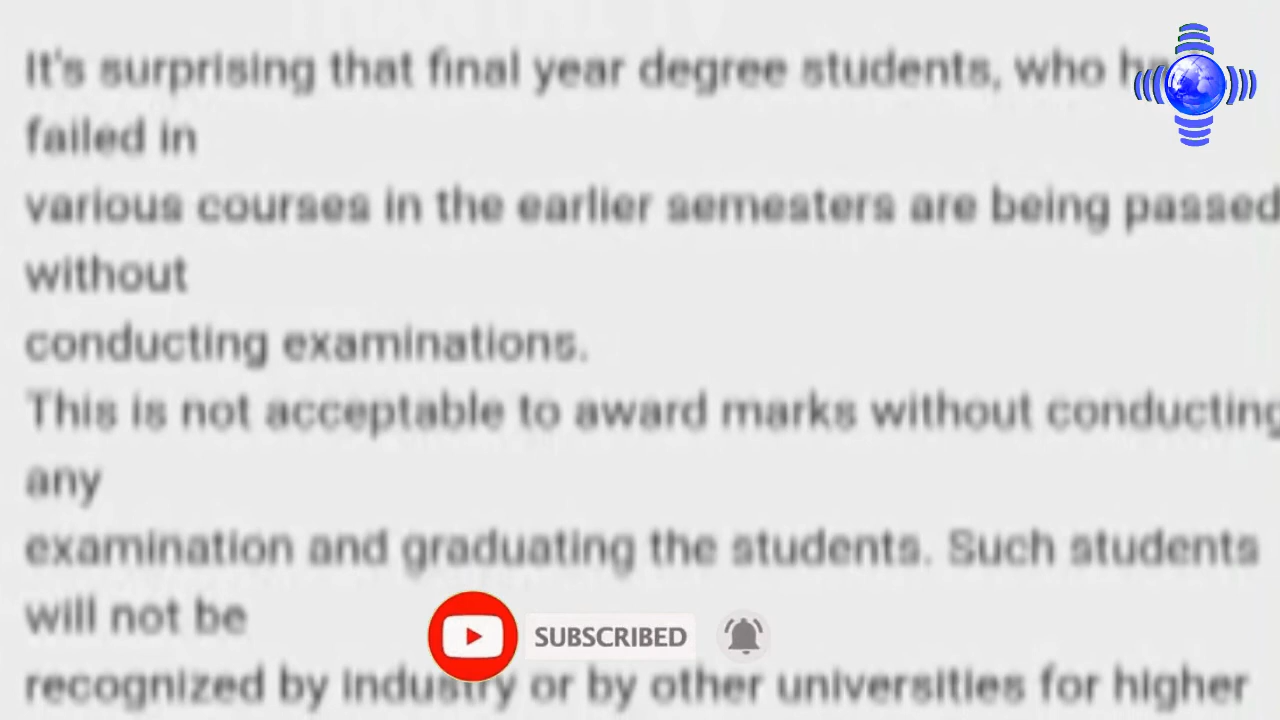 It's surprising that final year degree students, who
failed in
various courses in the earlier semesters are being passed
without
conducting examinations.
This is not acceptable to award marks without conducting
any
examination and graduating the students. Such students
will not be
recognized by industry or by other universities for higher
SUBSCRIBED